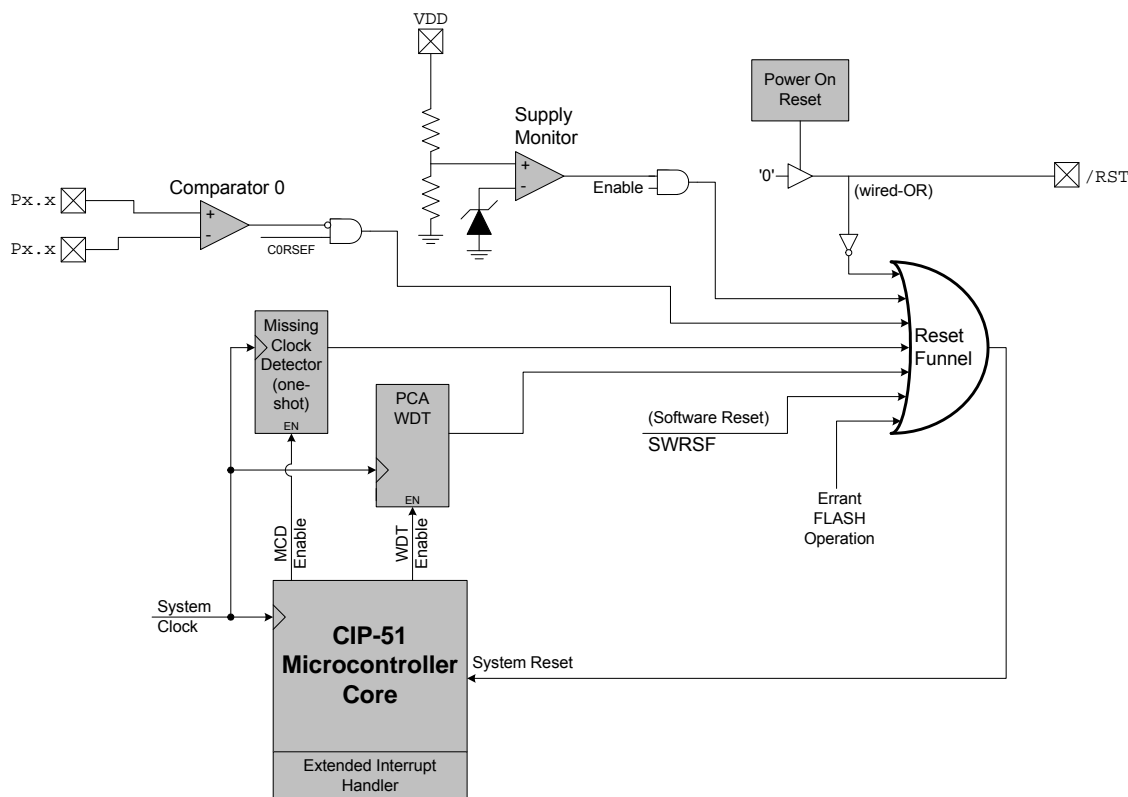 VDD
Power On
Reset
Supply
Monitor
+
-
Enable
'0'
(wired-OR)
/RST
Comparator 0
Px.x
+
Px.x
-
C0RSEF
Missing
Clock
Detector
(one-
shot)
EN
PCA
WDT
EN
Reset
Funnel
(Software Reset)
SWRSF
Errant
FLASH
Operation
MCD
Enable
WDT
Enable
System
Clock
CIP-51
Microcontroller
Core
System Reset
Extended Interrupt
Handler